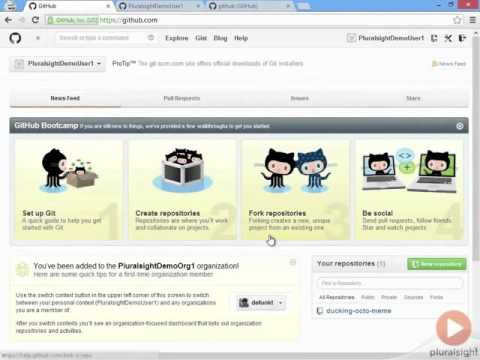 GitHub
PluralsightDemoUser1
github (GitHub)
GitHub, Inc. [US]
https://github.com
Search or type a command
Explore Gist Blog Help
PluralsightDemoUser1
PluralsightDemoUser1
ProTip™ The git-scm.com site offers official downloads of Git installers
News Feed
News Feed
Pull Requests
Issues
Stars
GitHub Bootcamp If you are still new to things, we've provided a few walkthroughs to get you started.
1
2
3
4
Set up Git
A quick guide to help you get started with Git.
Create repositories
Repositories are where you'll work and collaborate on projects.
Fork repositories
Forking creates a new, unique project from an existing one.
Be social
Send pull requests, follow friends. Star and watch projects.
You've been added to the PluralsightDemoOrg1 organization!
Here are some quick tips for a first-time organization member.
Use the switch context button in the upper left corner of this screen to switch
between your personal context (PluralsightDemoUser1) and any organizations
you are a member of.
After you switch contexts you'll see an organization-focused dashboard that lists out organization
repositories and activities.
defunkt
Your repositories (1)
New repository
Find a Repository...
All Repositories Public Private Sources Forks
ducking-octo-meme
https://help.github.com/fork-a-repo
pluralsight